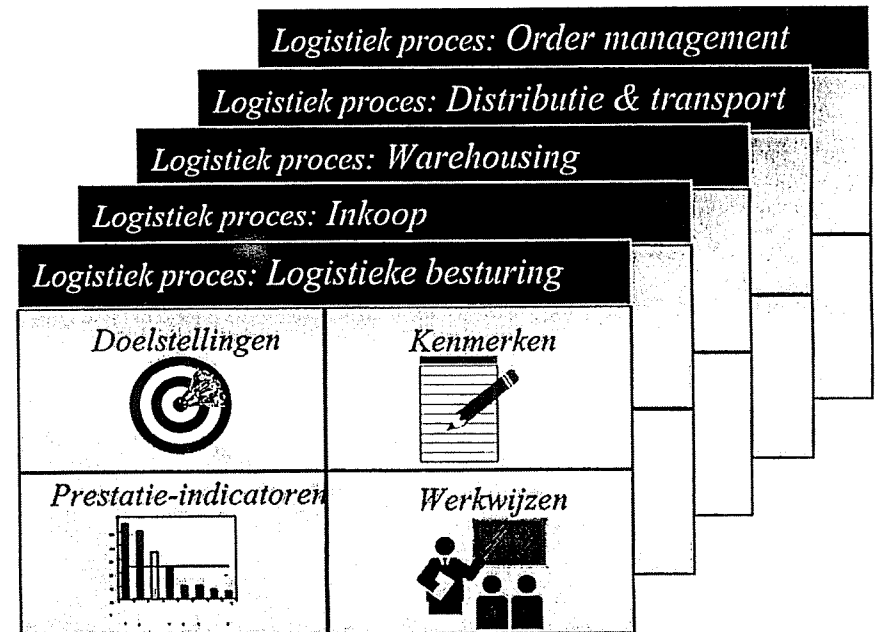 Logistiek proces: Order management
Logistiek proces: Distributie & transport
Logistiek proces: Warehousing
Logistiek proces: Inkoop
Logistiek proces: Logistieke besturing
Doelstellingen
Kenmerken
Prestatie-indicatoren
Werkwijzen